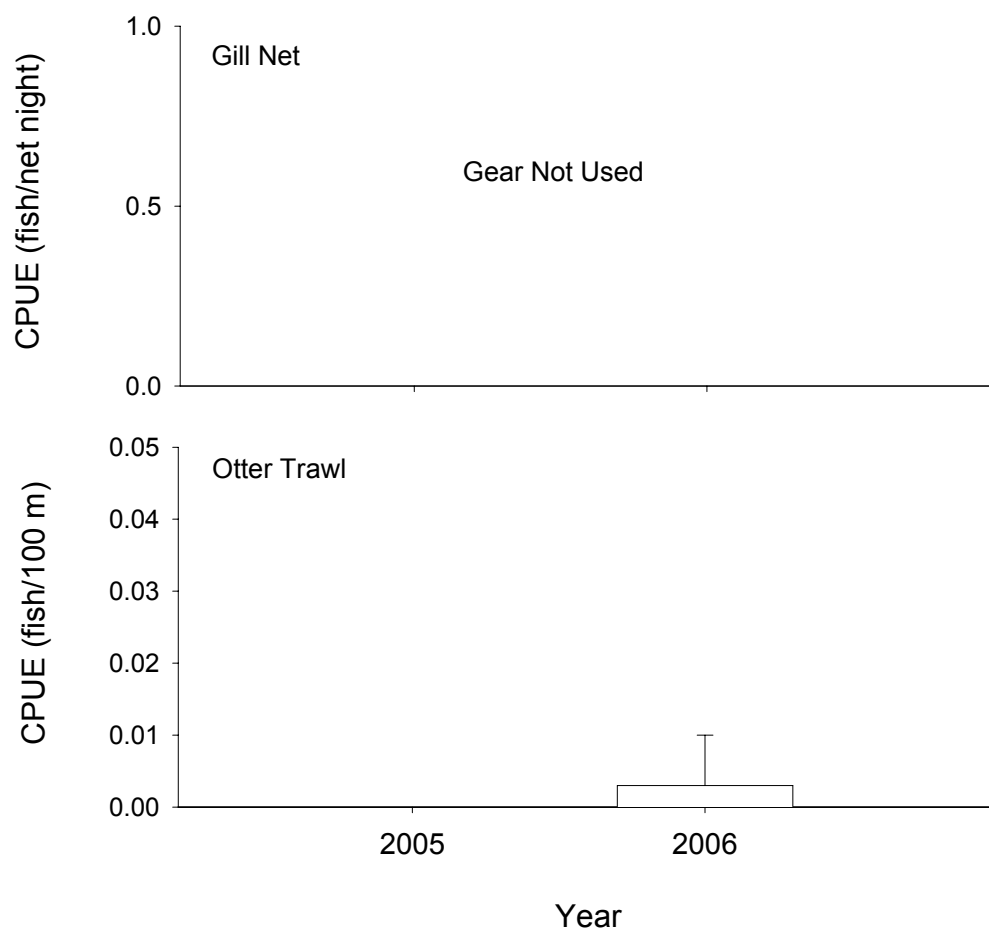 CPUE (fish/net night)
1.0
0.5
0.0
Gill Net
Gear Not Used
CPUE (fish/100 m)
0.05
0.04
0.03
0.02
0.01
0.00
Otter Trawl
2005
2006
Year